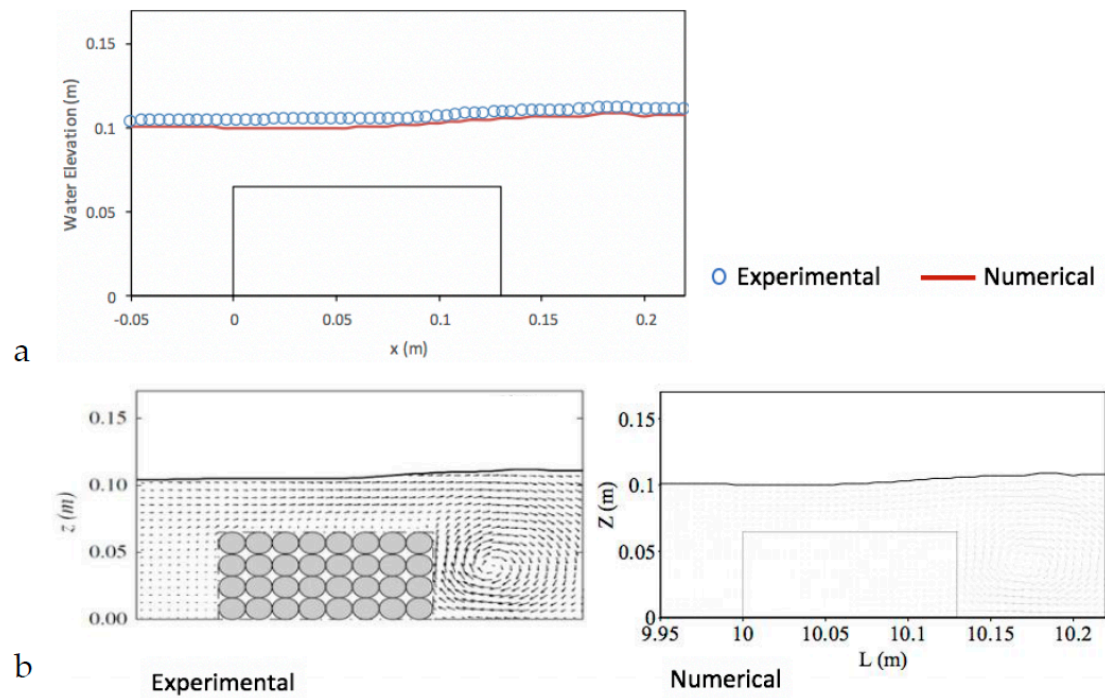 0.15
Water Elevation (m)
0.1
0.05
0
-0.05 0 0.05 0.1 0.15 0.2
x (m)
Experimental Numerical
a
0.15
0.10
z (m)
0.05
0.00
Experimental
0.15
0.1
Z (m)
0.05
0
9.95 10 10.05 10.1 10.15 10.2
L (m)
Numerical
b